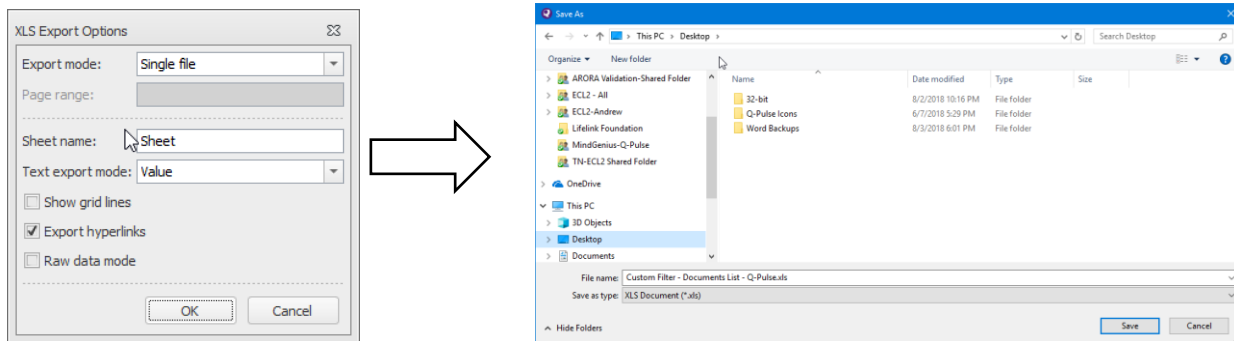 XLS Export Options
Export mode: Single file
Page range:
Sheet name: Sheet
Text export mode: Value
Show grid lines
Export hyperlinks
Raw data mode
OK Cancel
Save As
This PC > Desktop >
Search Desktop
Organize New folder
ARORA Validation-Shared Folder
ECL2 - All
ECL2-Andrew
Lifelink Foundation
MindGenius-Q-Pulse
TN-ECL2 Shared Folder
OneDrive
This PC
3D Objects
Desktop
Documents
Name Date modified Type Size
32-bit 8/2/2018 10:16 PM File folder
Q-Pulse Icons 6/7/2018 5:29 PM File folder
Word Backups 8/3/2018 6:01 PM File folder
File name: Custom Filter - Documents List - Q-Pulse.xls
Save as type: XLS Document (*.xls)
Hide Folders
Save Cancel